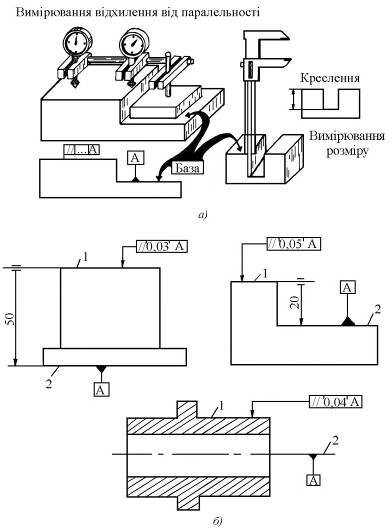 Вимірювання відхилення від паралельності
Креслення
Вимірювання
розміру
//...А
А
База
а)
1
//0,03' А
50
2
А
//0,05' А
1
20
А
2
1
//'0,04' А
2
А
б)